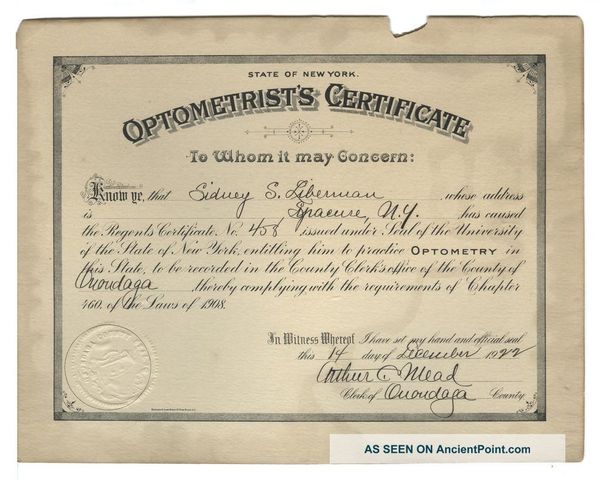 STATE OF NEW YORK.
OPTOMETRIST'S CERTIFICATE
To Whom it may Concern:
Know ye, that Sidney S. Liberman whose address
is Syracuse, N.Y. has caused
the Regents Certificate No. 458 issued under Seal of the University
of the State of New York, entitling him to practice OPTOMETRY in
this State, to be recorded in the County Clerk's office of the County of
Onondaga thereby complying with the requirements of Chapter
460, of the Laws of 1908.
In Witness Whereof I have set my hand and official seal
this 14 day of December 1922
Arthur C. Mead
Clerk of Onondaga County
AS SEEN ON AncientPoint.com